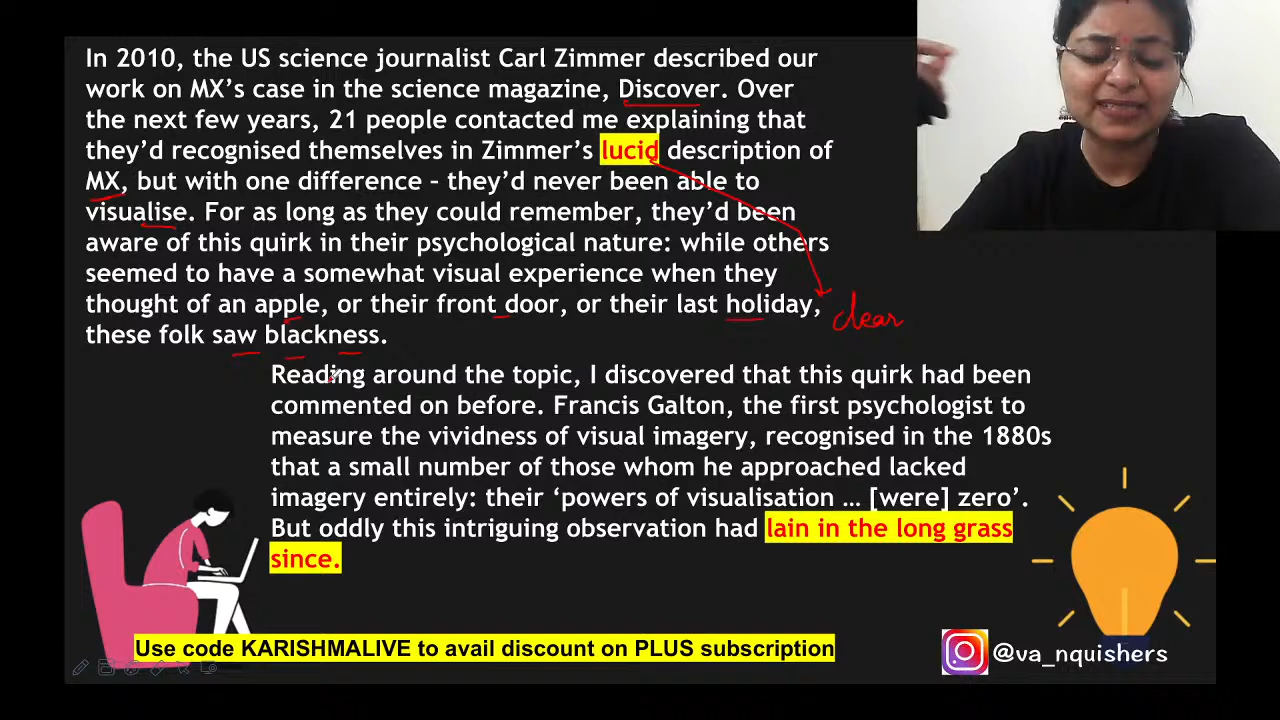 In 2010, the US science journalist Carl Zimmer described our
work on MX's case in the science magazine, Discover. Over
the next few years, 21 people contacted me explaining that
they'd recognised themselves in Zimmer's lucid description of
MX, but with one difference – they'd never been able to
visualise. For as long as they could remember, they'd been
aware of this quirk in their psychological nature: while others
seemed to have a somewhat visual experience when they
thought of an apple, or their front door, or their last holiday,
these folk saw blackness.
clear
Reading around the topic, I discovered that this quirk had been
commented on before. Francis Galton, the first psychologist to
measure the vividness of visual imagery, recognised in the 1880s
that a small number of those whom he approached lacked
imagery entirely: their ‘powers of visualisation … [were] zero’.
But oddly this intriguing observation had lain in the long grass
since.
Use code KARISHMALIVE to avail discount on PLUS subscription
@va_nquishers